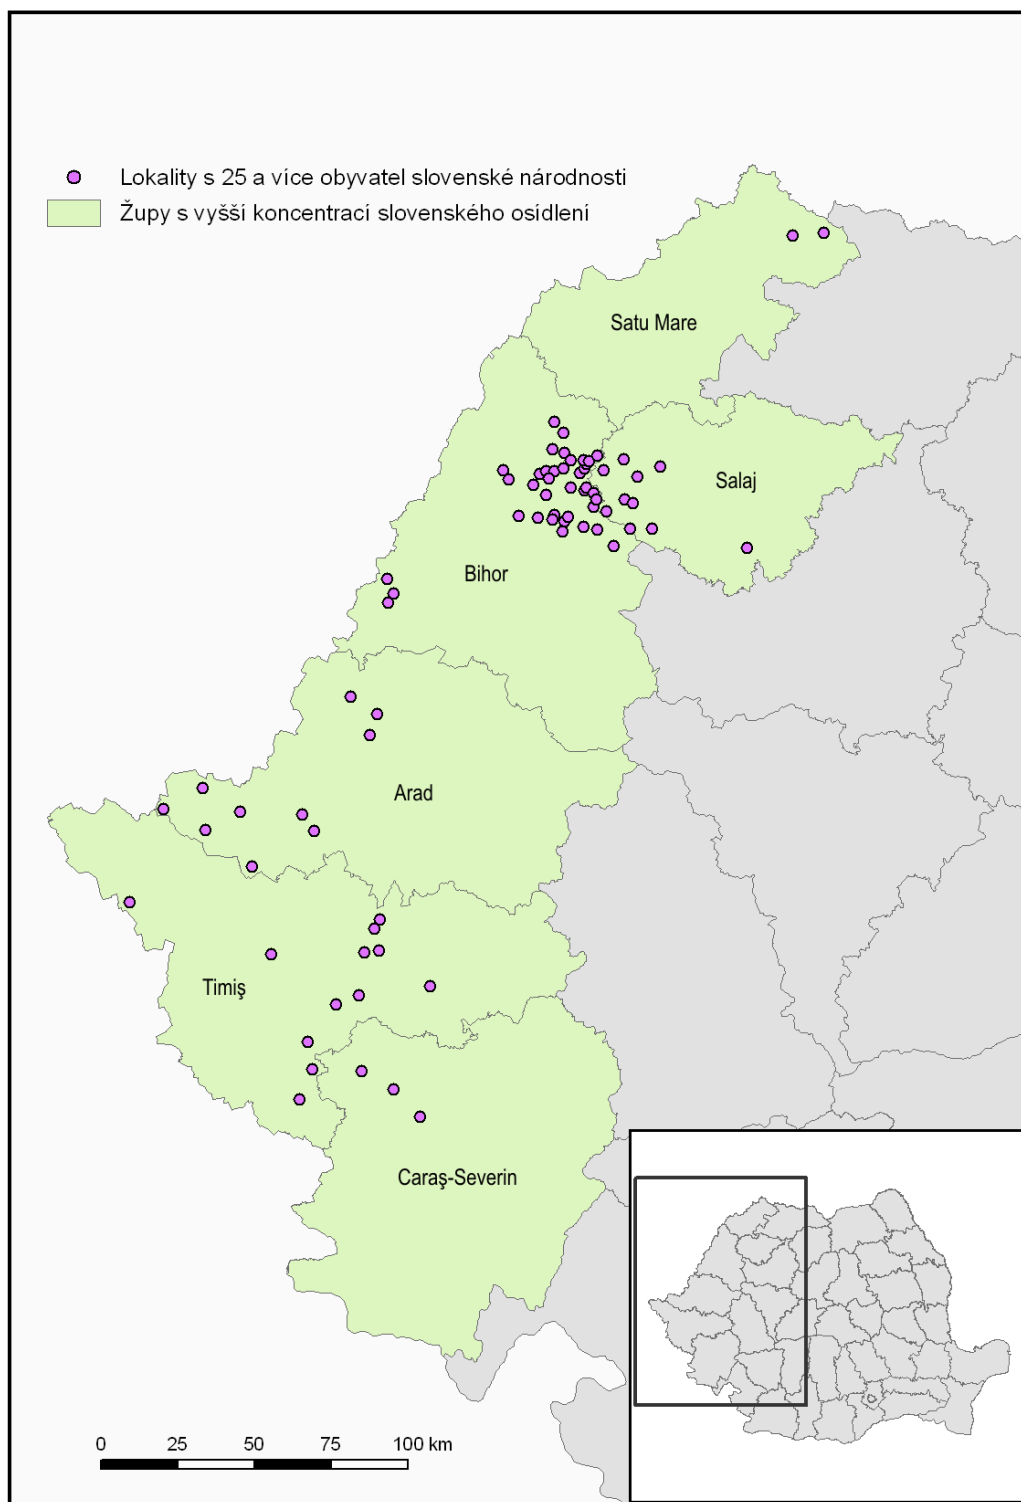 Lokality s 25 a více obyvatel slovenské národnosti
Župy s vyšší koncentrací slovenského osídlení
Satu Mare
Salaj
Bihor
Arad
Timiş
Caraş-Severin
0 25 50 75 100 km